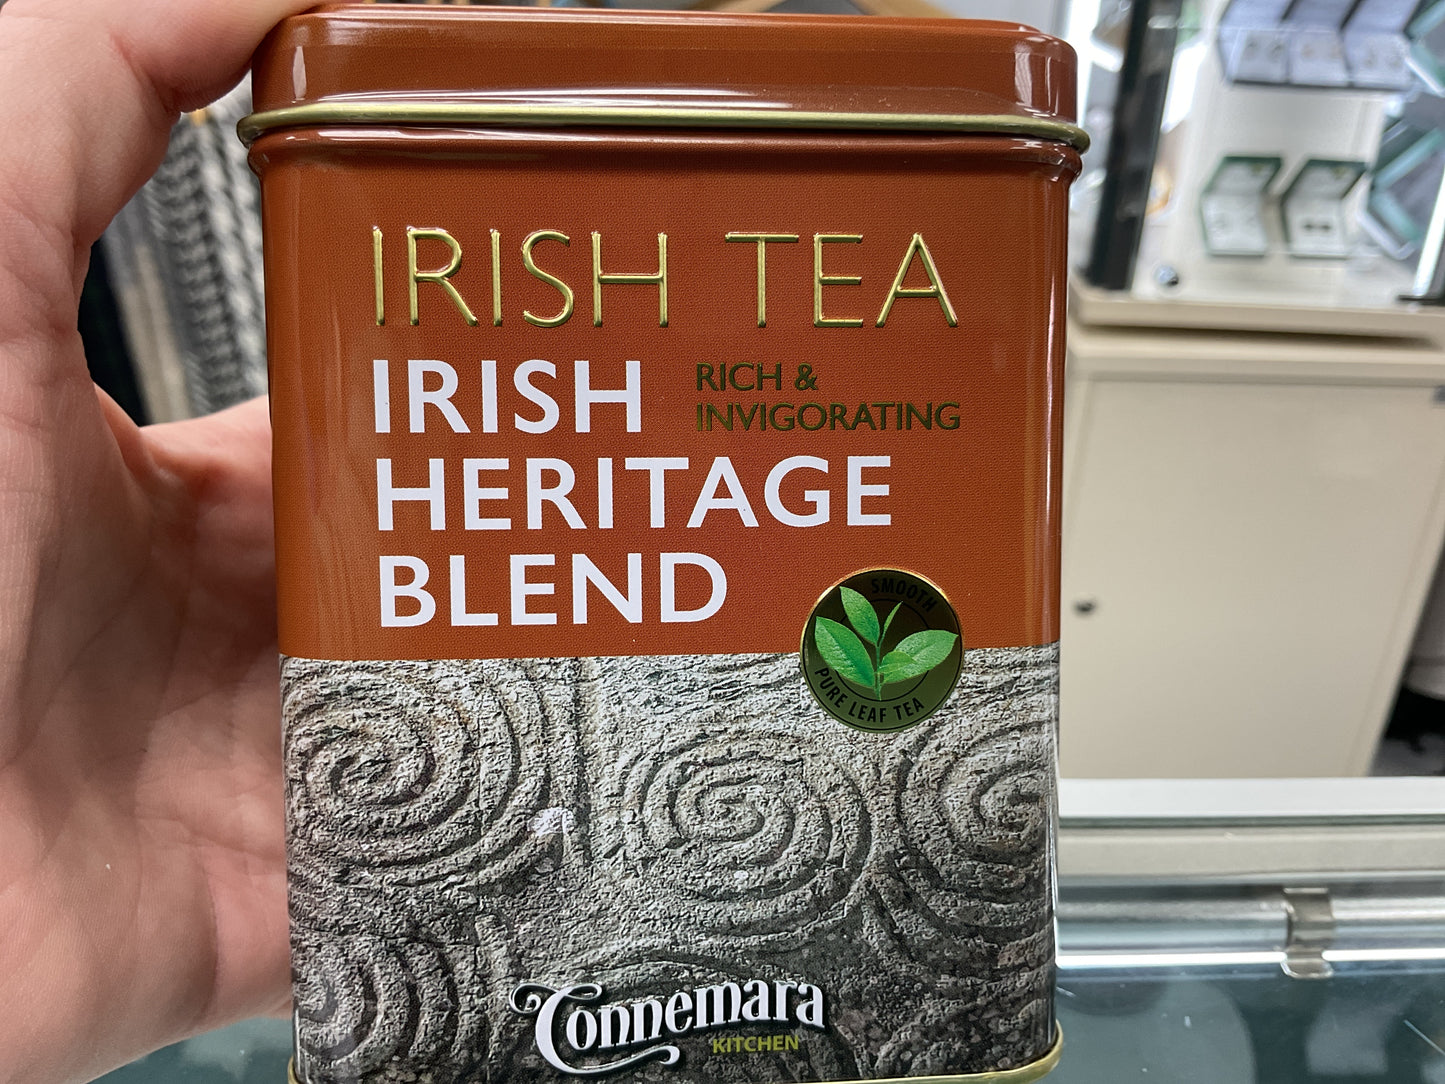 IRISH TEA
IRISH
HERITAGE
BLEND
RICH &
INVIGORATING
SMOOTH
PURE LEAF TEA
Connemara
KITCHEN